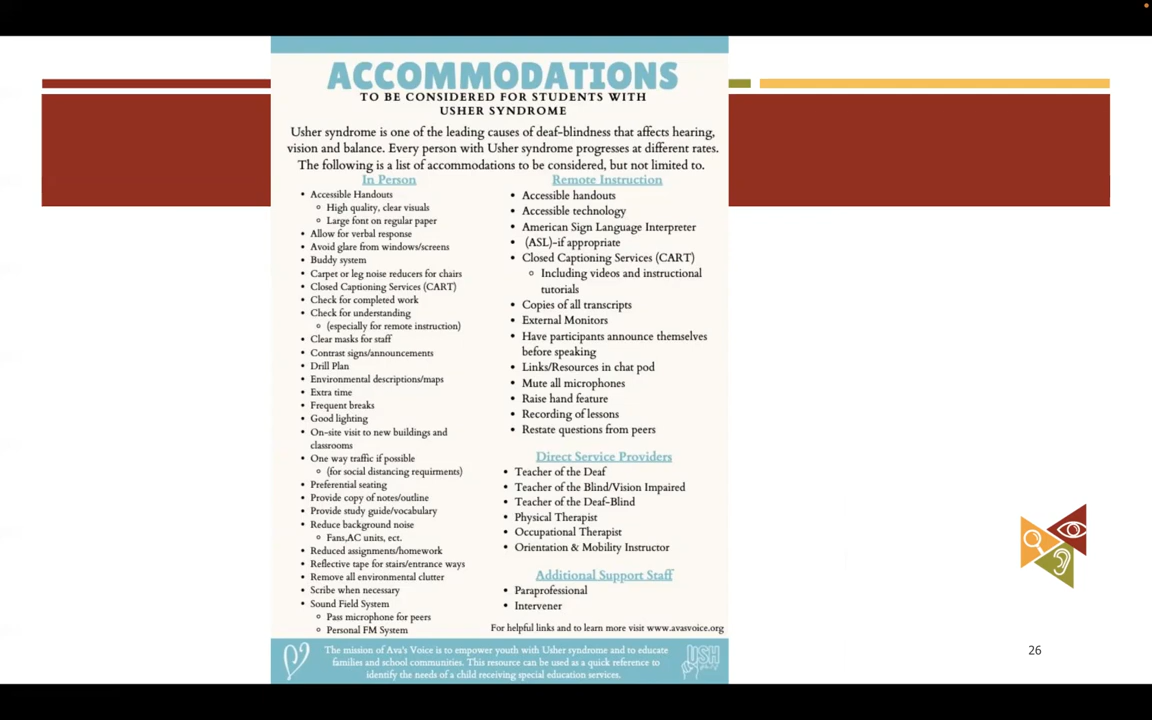 ACCOMMODATIONS
TO BE CONSIDERED FOR STUDENTS WITH
USHER SYNDROME
Usher syndrome is one of the leading causes of deaf-blindness that affects hearing,
vision and balance. Every person with Usher syndrome progresses at different rates.
The following is a list of accommodations to be considered, but not limited to.
In Person
• Accessible Handouts
◦ High quality, clear visuals
◦ Large font on regular paper
• Allow for verbal response
• Avoid glare from windows/screens
• Buddy system
• Carpet or leg noise reducers for chairs
• Closed Captioning Services (CART)
• Check for completed work
• Check for understanding
◦ (especially for remote instruction)
• Clear masks for staff
• Contrast signs/announcements
• Drill Plan
• Environmental descriptions/maps
• Extra time
• Frequent breaks
• Good lighting
• On-site visit to new buildings and
classrooms
• One way traffic if possible
◦ (for social distancing requirments)
• Preferential seating
• Provide copy of notes/outline
• Provide study guide/vocabulary
• Reduce background noise
◦ Fans,AC units, ect.
• Reduced assignments/homework
• Reflective tape for stairs/entrance ways
• Remove all environmental clutter
• Scribe when necessary
• Sound Field System
◦ Pass microphone for peers
◦ Personal FM System
Remote Instruction
• Accessible handouts
• Accessible technology
• American Sign Language Interpreter
• (ASL)-if appropriate
• Closed Captioning Services (CART)
◦ Including videos and instructional
tutorials
• Copies of all transcripts
• External Monitors
• Have participants announce themselves
before speaking
• Links/Resources in chat pod
• Mute all microphones
• Raise hand feature
• Recording of lessons
• Restate questions from peers
Direct Service Providers
• Teacher of the Deaf
• Teacher of the Blind/Vision Impaired
• Teacher of the Deaf-Blind
• Physical Therapist
• Occupational Therapist
• Orientation & Mobility Instructor
Additional Support Staff
• Paraprofessional
• Intervener
For helpful links and to learn more visit www.avasvoice.org
The mission of Ava's Voice is to empower youth with Usher syndrome and to educate
families and school communities. This resource can be used as a quick reference to
identify the needs of a child receiving special education services.
USH
26